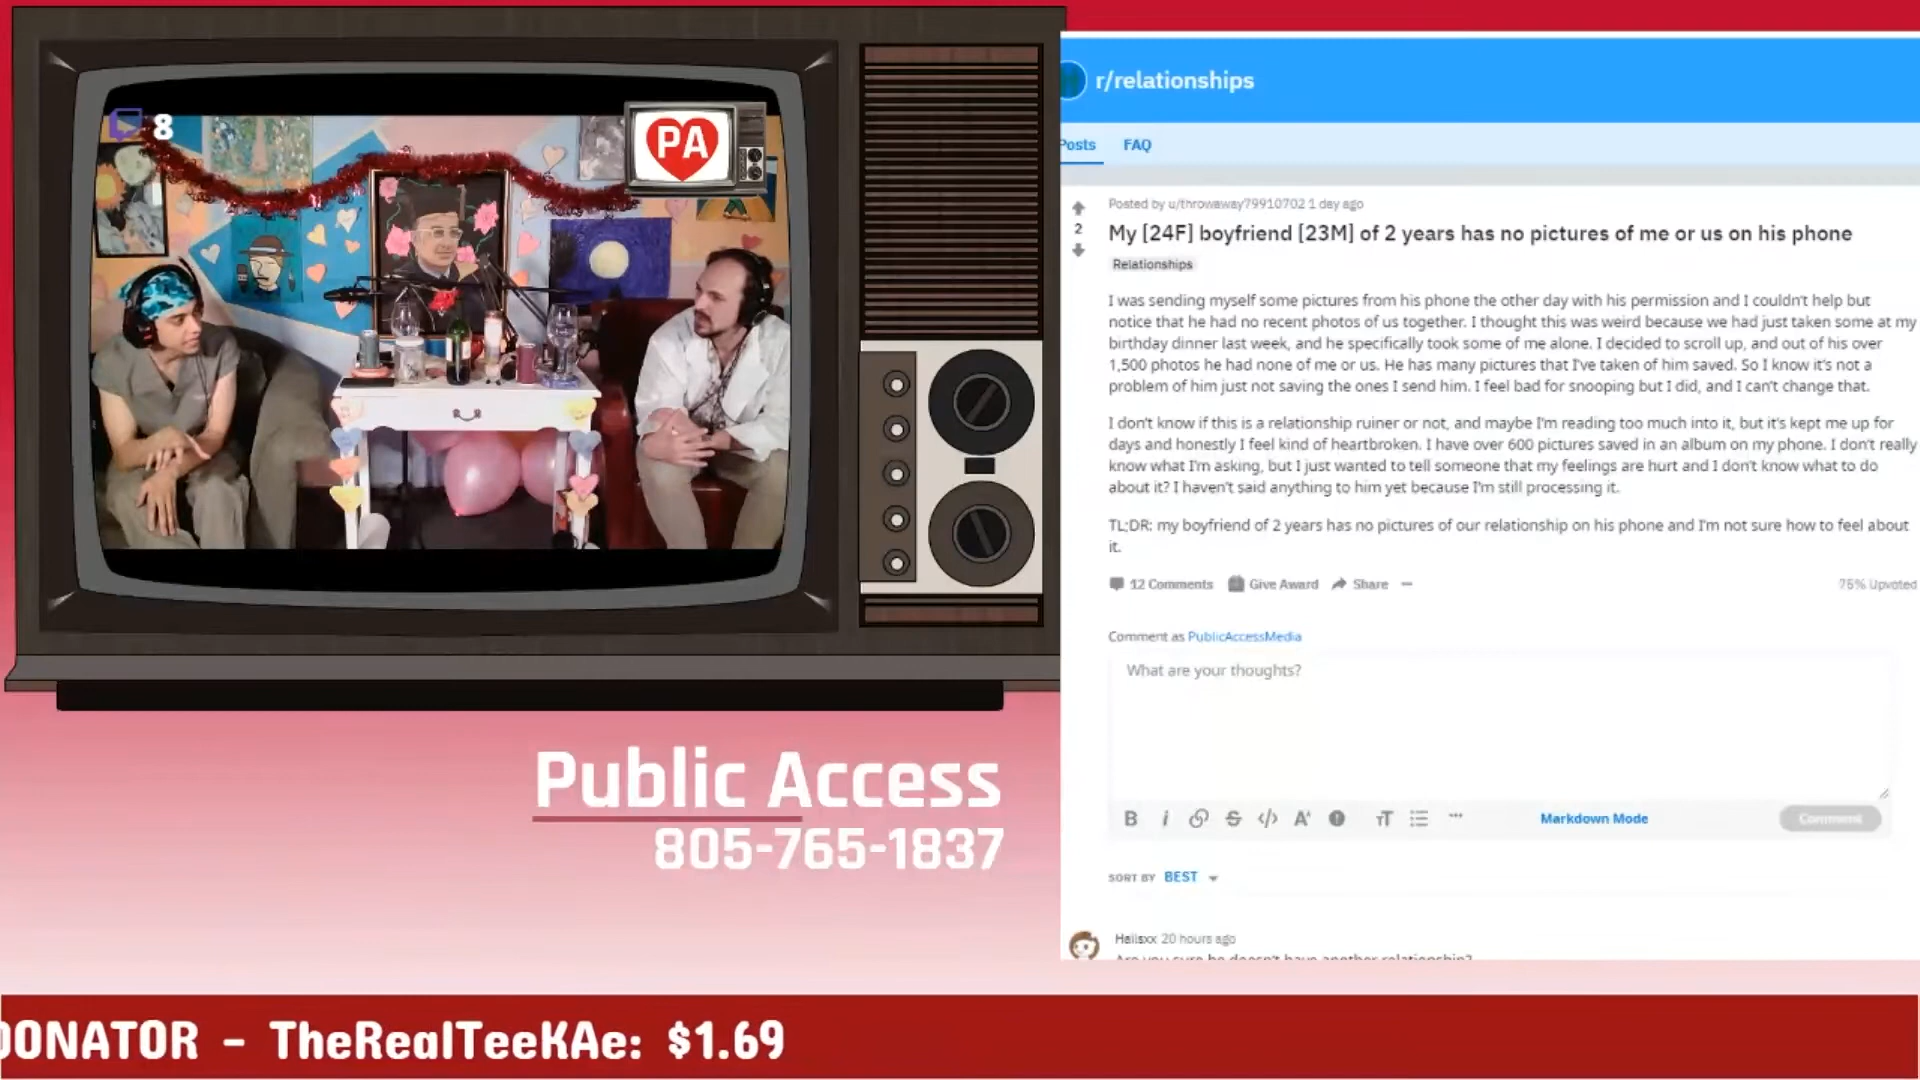 8
PA
r/relationships
Posts
FAQ
Posted by u/throwaway79910702 1 day ago
2
My [24F] boyfriend [23M] of 2 years has no pictures of me or us on his phone
Relationships
I was sending myself some pictures from his phone the other day with his permission and I couldn't help but
notice that he had no recent photos of us together. I thought this was weird because we had just taken some at my
birthday dinner last week, and he specifically took some of me alone. I decided to scroll up, and out of his over
1,500 photos he had none of me or us. He has many pictures that I've taken of him saved. So I know it's not a
problem of him just not saving the ones I send him. I feel bad for snooping but I did, and I can't change that.
I don't know if this is a relationship ruiner or not, and maybe I'm reading too much into it, but it's kept me up for
days and honestly I feel kind of heartbroken. I have over 600 pictures saved in an album on my phone. I don't really
know what I'm asking, but I just wanted to tell someone that my feelings are hurt and I don't know what to do
about it? I haven't said anything to him yet because I'm still processing it.
TL;DR: my boyfriend of 2 years has no pictures of our relationship on his phone and I'm not sure how to feel about
it.
12 Comments Give Award Share
75% Upvoted
Comment as PublicAccessMedia
What are your thoughts?
B i S </> A TT
Markdown Mode
Comment
SORT BY BEST
Hailsxx 20 hours ago
Are you sure he doesn't have another relationship?
Public Access
805-765-1837
DONATOR - TheRealTeeKAe: $1.69